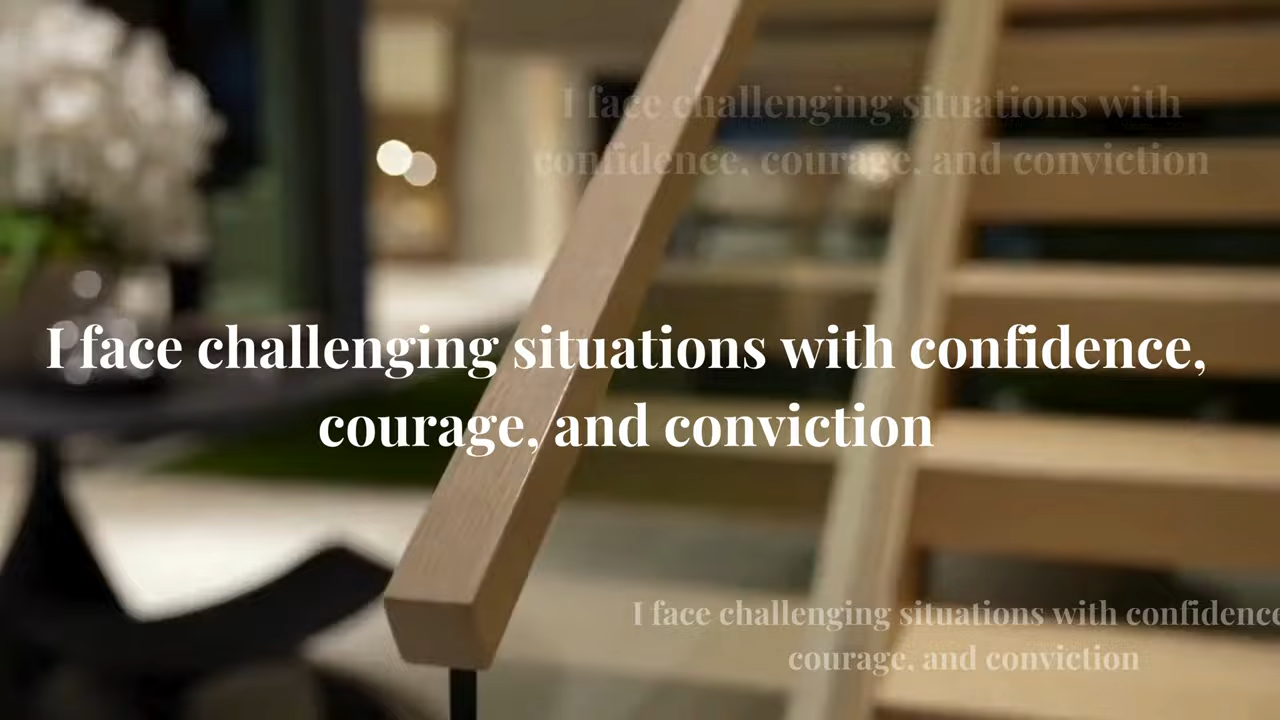 I face challenging situations with
confidence, courage, and conviction
I face challenging situations with confidence,
courage, and conviction
I face challenging situations with confidence
courage, and conviction